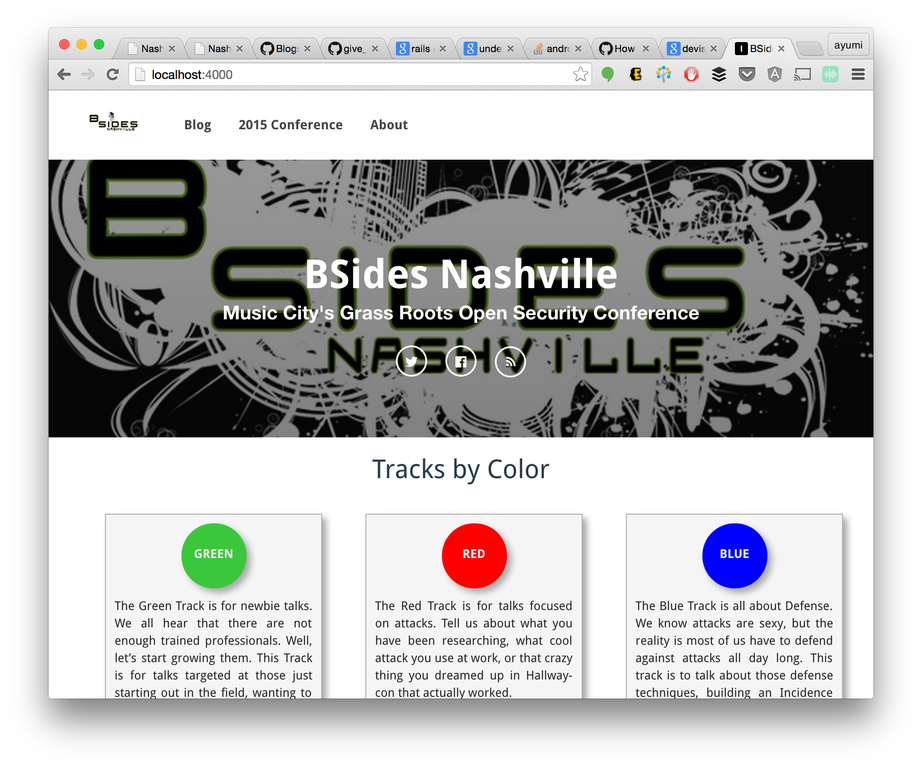 Nash
Nash
Blog
give_
rails
unde
andr
How
devis
BSid
ayumi
localhost:4000
BSIDES
NASHVILLE
Blog
2015 Conference
About
B
SIDES
NASHVILLE
BSides Nashville
Music City's Grass Roots Open Security Conference
Tracks by Color
GREEN
The Green Track is for newbie talks.
We all hear that there are not
enough trained professionals. Well,
let’s start growing them. This Track
is for talks targeted at those just
starting out in the field, wanting to
RED
The Red Track is for talks focused
on attacks. Tell us about what you
have been researching, what cool
attack you use at work, or that crazy
thing you dreamed up in Hallway-
con that actually worked.
BLUE
The Blue Track is all about Defense.
We know attacks are sexy, but the
reality is most of us have to defend
against attacks all day long. This
track is to talk about those defense
techniques, building an Incidence